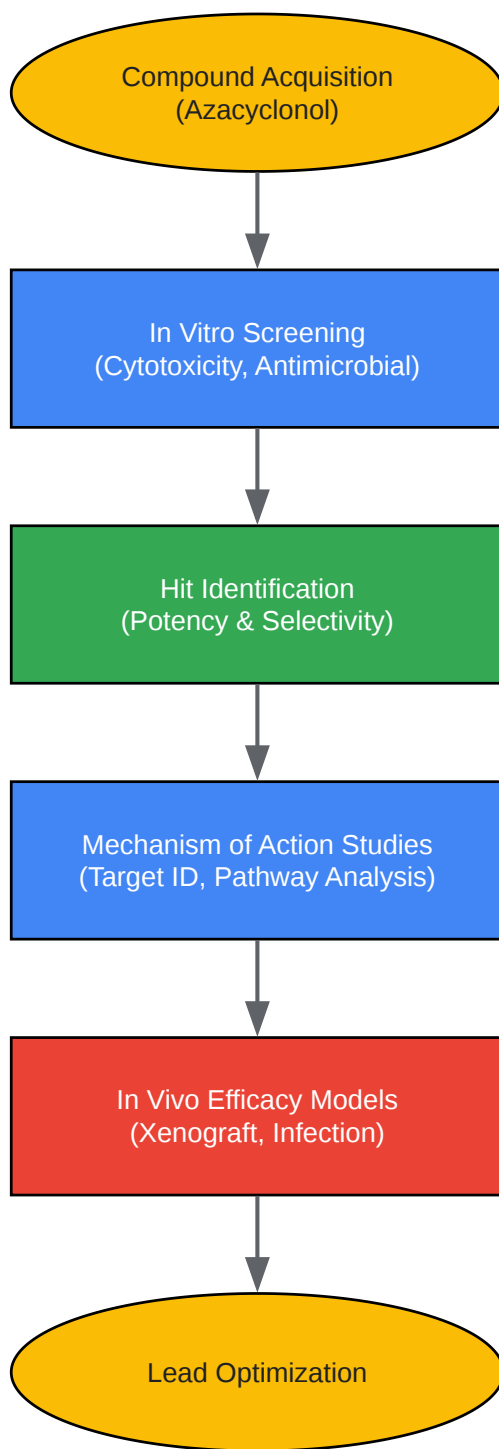 Compound Acquisition
(Azacyclonol)
In Vitro Screening
(Cytotoxicity, Antimicrobial)
Hit Identification
(Potency & Selectivity)
Mechanism of Action Studies
(Target ID, Pathway Analysis)
In Vivo Efficacy Models
(Xenograft, Infection)
Lead Optimization